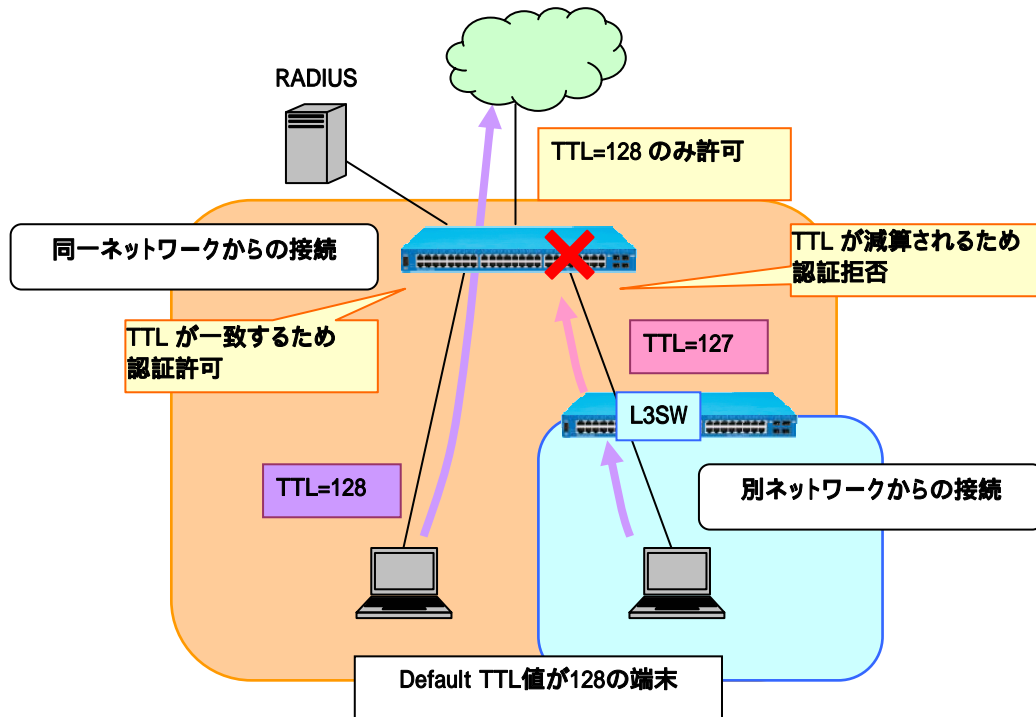 RADIUS
TTL=128 のみ許可
同一ネットワークからの接続
TTL が減算されるため
認証拒否
TTL が一致するため
認証許可
TTL=127
L3SW
TTL=128
別ネットワークからの接続
Default TTL値が128の端末